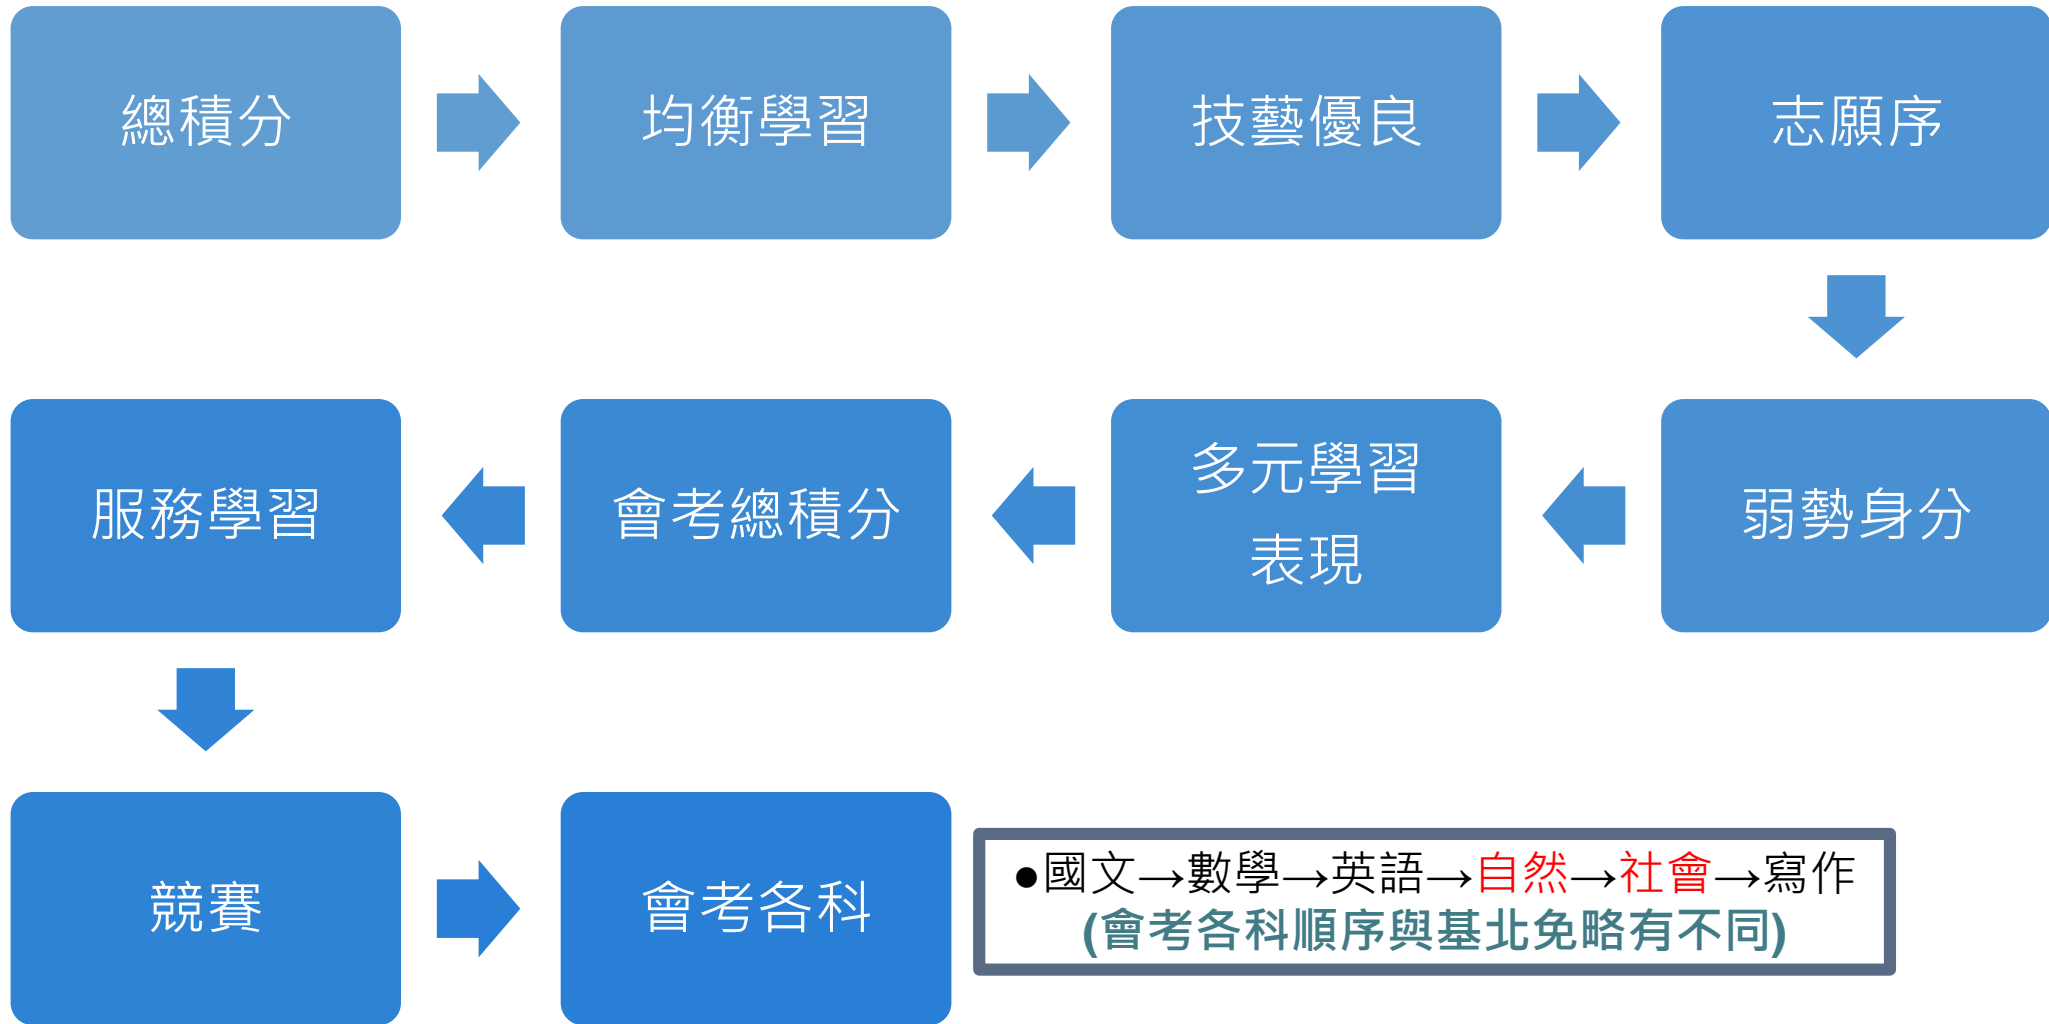 總積分
均衡學習
技藝優良
志願序
弱勢身分
多元學習
表現
會考總積分
服務學習
競賽
會考各科
●國文→數學→英語→自然→社會→寫作
(會考各科順序與基北免略有不同)